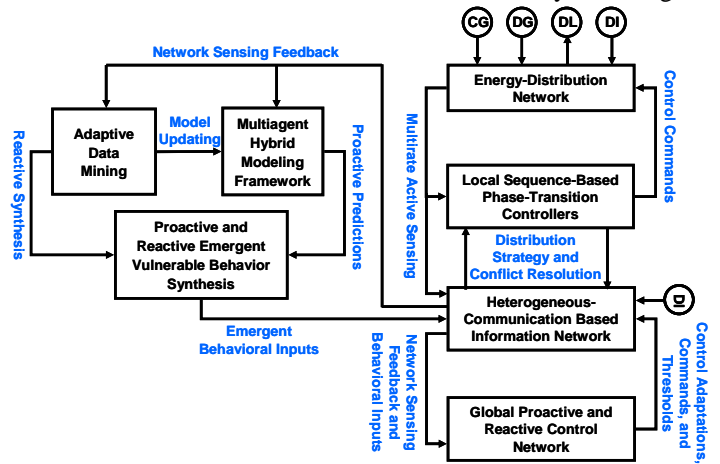 CG
DG
DL
DI
Network Sensing Feedback
Energy-Distribution
Network
Adaptive
Data
Mining
Model
Updating
Multiagent
Hybrid
Modeling
Framework
Reactive Synthesis
Proactive Predictions
Multirate Active Sensing
Control Commands
Local Sequence-Based
Phase-Transition
Controllers
Proactive and
Reactive Emergent
Vulnerable Behavior
Synthesis
Distribution
Strategy and
Conflict Resolution
Heterogeneous-
Communication Based
Information Network
DI
Emergent
Behavioral Inputs
Network Sensing
Feedback and
Behavioral Inputs
Control Adaptations,
Commands, and
Thresholds
Global Proactive and
Reactive Control
Network